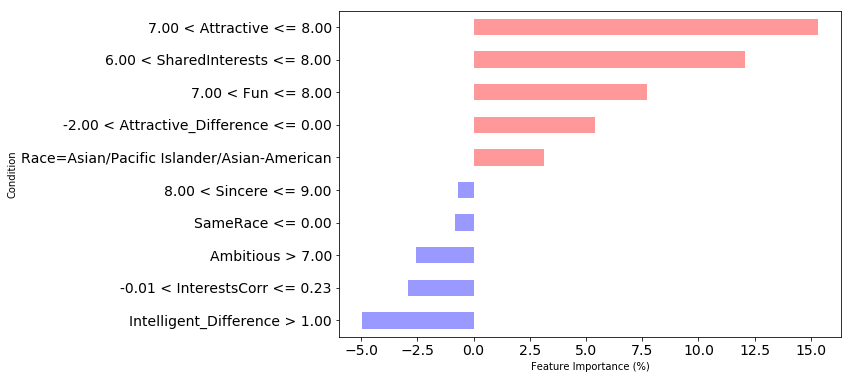 7.00 < Attractive <= 8.00
6.00 < SharedInterests <= 8.00
7.00 < Fun <= 8.00
-2.00 < Attractive_Difference <= 0.00
Race=Asian/Pacific Islander/Asian-American
8.00 < Sincere <= 9.00
SameRace <= 0.00
Ambitious > 7.00
-0.01 < InterestsCorr <= 0.23
Intelligent_Difference > 1.00
Condition
−5.0 −2.5 0.0 2.5 5.0 7.5 10.0 12.5 15.0
Feature Importance (%)